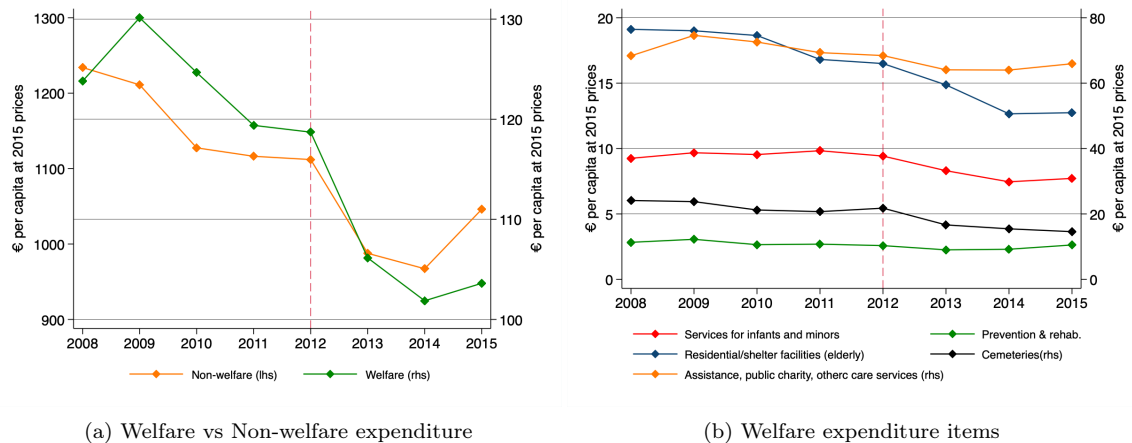 € per capita at 2015 prices
1300
1200
1100
1000
900
130
120
110
100
€ per capita at 2015 prices
2008 2009 2010 2011 2012 2013 2014 2015
Non-welfare (lhs) Welfare (rhs)
(a) Welfare vs Non-welfare expenditure
€ per capita at 2015 prices
20
15
10
5
0
80
60
40
20
0
€ per capita at 2015 prices
2008 2009 2010 2011 2012 2013 2014 2015
Services for infants and minors Prevention & rehab.
Residential/shelter facilities (elderly) Cemeteries(rhs)
Assistance, public charity, otherc care services (rhs)
(b) Welfare expenditure items